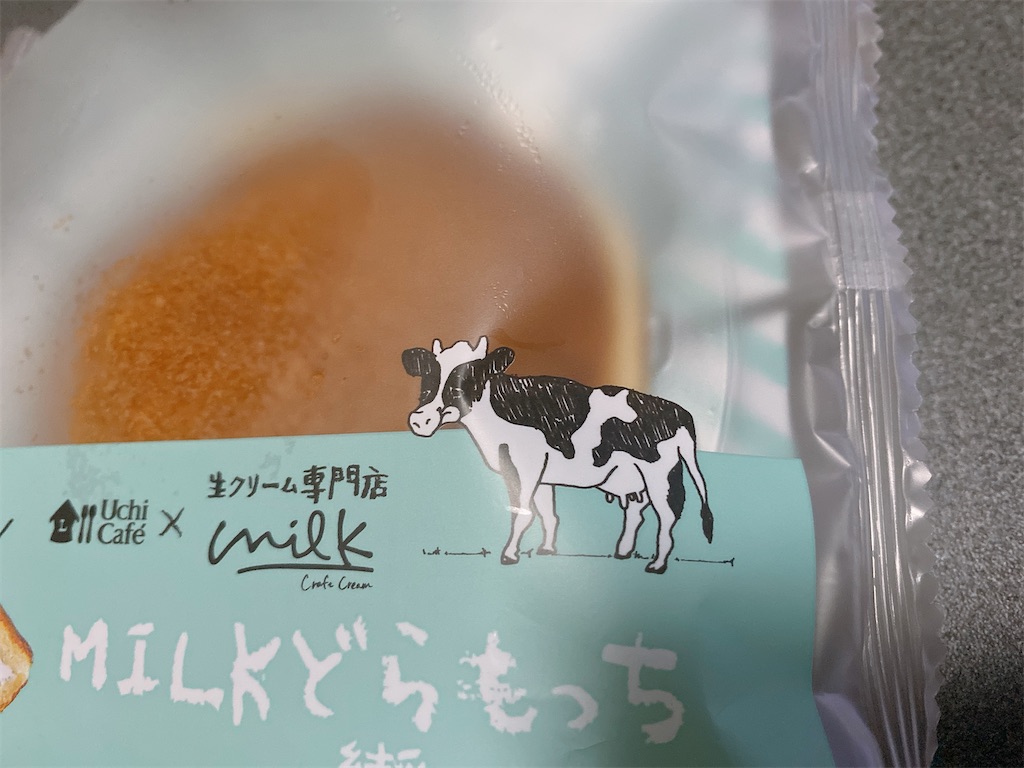 Uchi
Café × 生クリーム専門店
milk
Craft Cream
MILKどらもっち